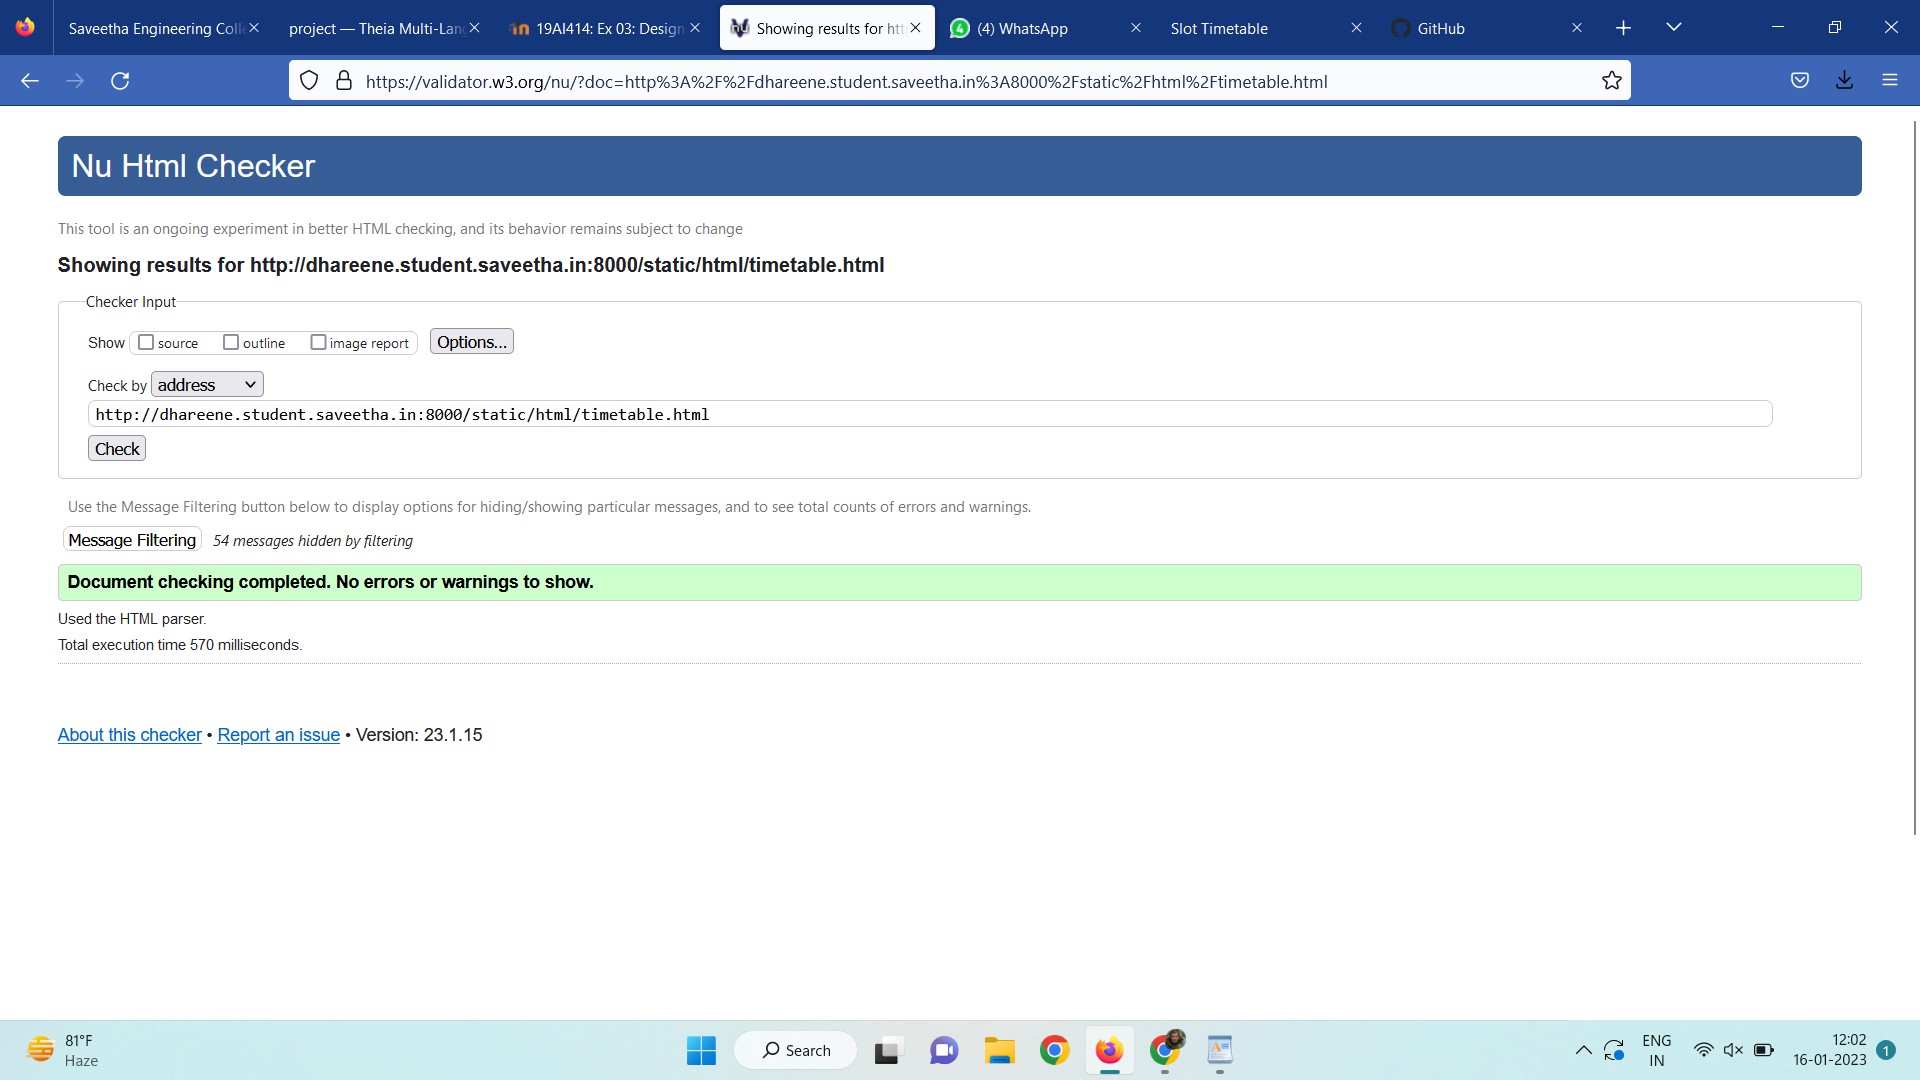 Saveetha Engineering Colle
project — Theia Multi-Lang
19AI414: Ex 03: Design
Showing results for htt
(4) WhatsApp
Slot Timetable
GitHub
https://validator.w3.org/nu/?doc=http%3A%2F%2Fdhareene.student.saveetha.in%3A8000%2Fstatic%2Fhtml%2Ftimetable.html
Nu Html Checker
This tool is an ongoing experiment in better HTML checking, and its behavior remains subject to change
Showing results for http://dhareene.student.saveetha.in:8000/static/html/timetable.html
Checker Input
Show source outline image report Options...
Check by address
http://dhareene.student.saveetha.in:8000/static/html/timetable.html
Check
Use the Message Filtering button below to display options for hiding/showing particular messages, and to see total counts of errors and warnings.
Message Filtering 54 messages hidden by filtering
Document checking completed. No errors or warnings to show.
Used the HTML parser.
Total execution time 570 milliseconds.
About this checker • Report an issue • Version: 23.1.15
81°F
Haze
Search
ENG
IN
12:02
16-01-2023
1